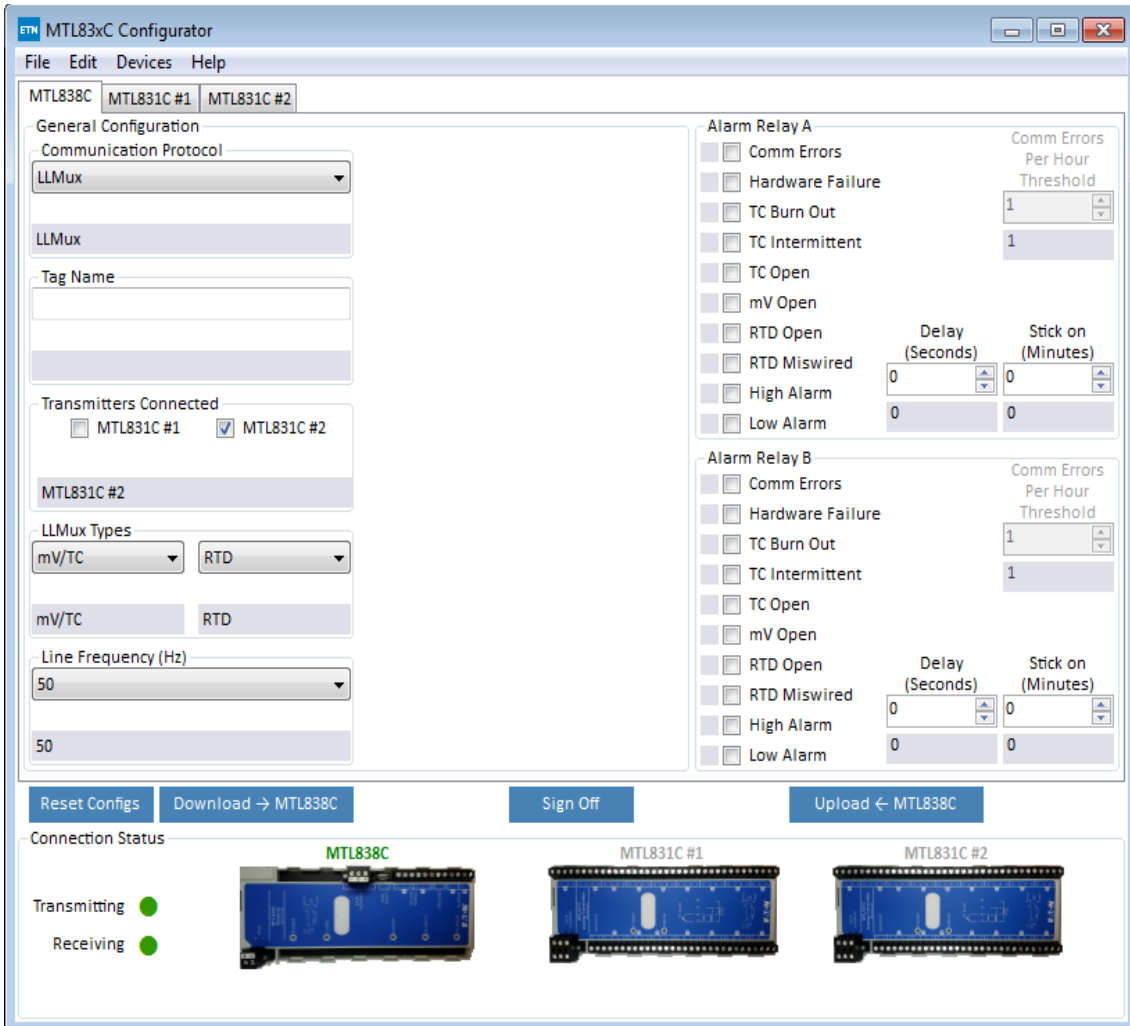 ETN MTL83xC Configurator
File Edit Devices Help
MTL838C MTL831C #1 MTL831C #2
General Configuration
Communication Protocol
LLMux
LLMux
Tag Name
Transmitters Connected
MTL831C #1 MTL831C #2
MTL831C #2
LLMux Types
mV/TC RTD
mV/TC RTD
Line Frequency (Hz)
50
50
Alarm Relay A
Comm Errors
Hardware Failure
TC Burn Out
TC Intermittent
TC Open
mV Open
RTD Open
RTD Miswired
High Alarm
Low Alarm
Comm Errors
Per Hour
Threshold
1
1
Delay
(Seconds)
0
0
Stick on
(Minutes)
0
0
Alarm Relay B
Comm Errors
Hardware Failure
TC Burn Out
TC Intermittent
TC Open
mV Open
RTD Open
RTD Miswired
High Alarm
Low Alarm
Comm Errors
Per Hour
Threshold
1
1
Delay
(Seconds)
0
0
Stick on
(Minutes)
0
0
Reset Configs Download → MTL838C Sign Off Upload ← MTL838C
Connection Status
MTL838C MTL831C #1 MTL831C #2
Transmitting
Receiving